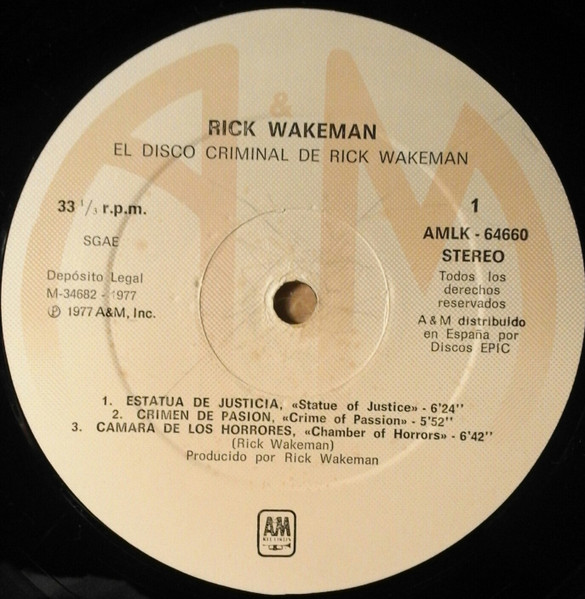 &
RICK WAKEMAN
EL DISCO CRIMINAL DE RICK WAKEMAN
33 1/3 r.p.m.
SGAE
Depósito Legal
M-34682 - 1977
Ⓟ 1977 A&M, Inc.
1
AMLK - 64660
STEREO
Todos los
derechos
reservados
A&M distribuido
en España por
Discos EPIC
1. ESTATUA DE JUSTICIA, «Statue of Justice» - 6'24''
2. CRIMEN DE PASION, «Crime of Passion» - 5'52''
3. CAMARA DE LOS HORRORES, «Chamber of Horrors» - 6'42''
(Rick Wakeman)
Producido por Rick Wakeman
AM
RECORDS